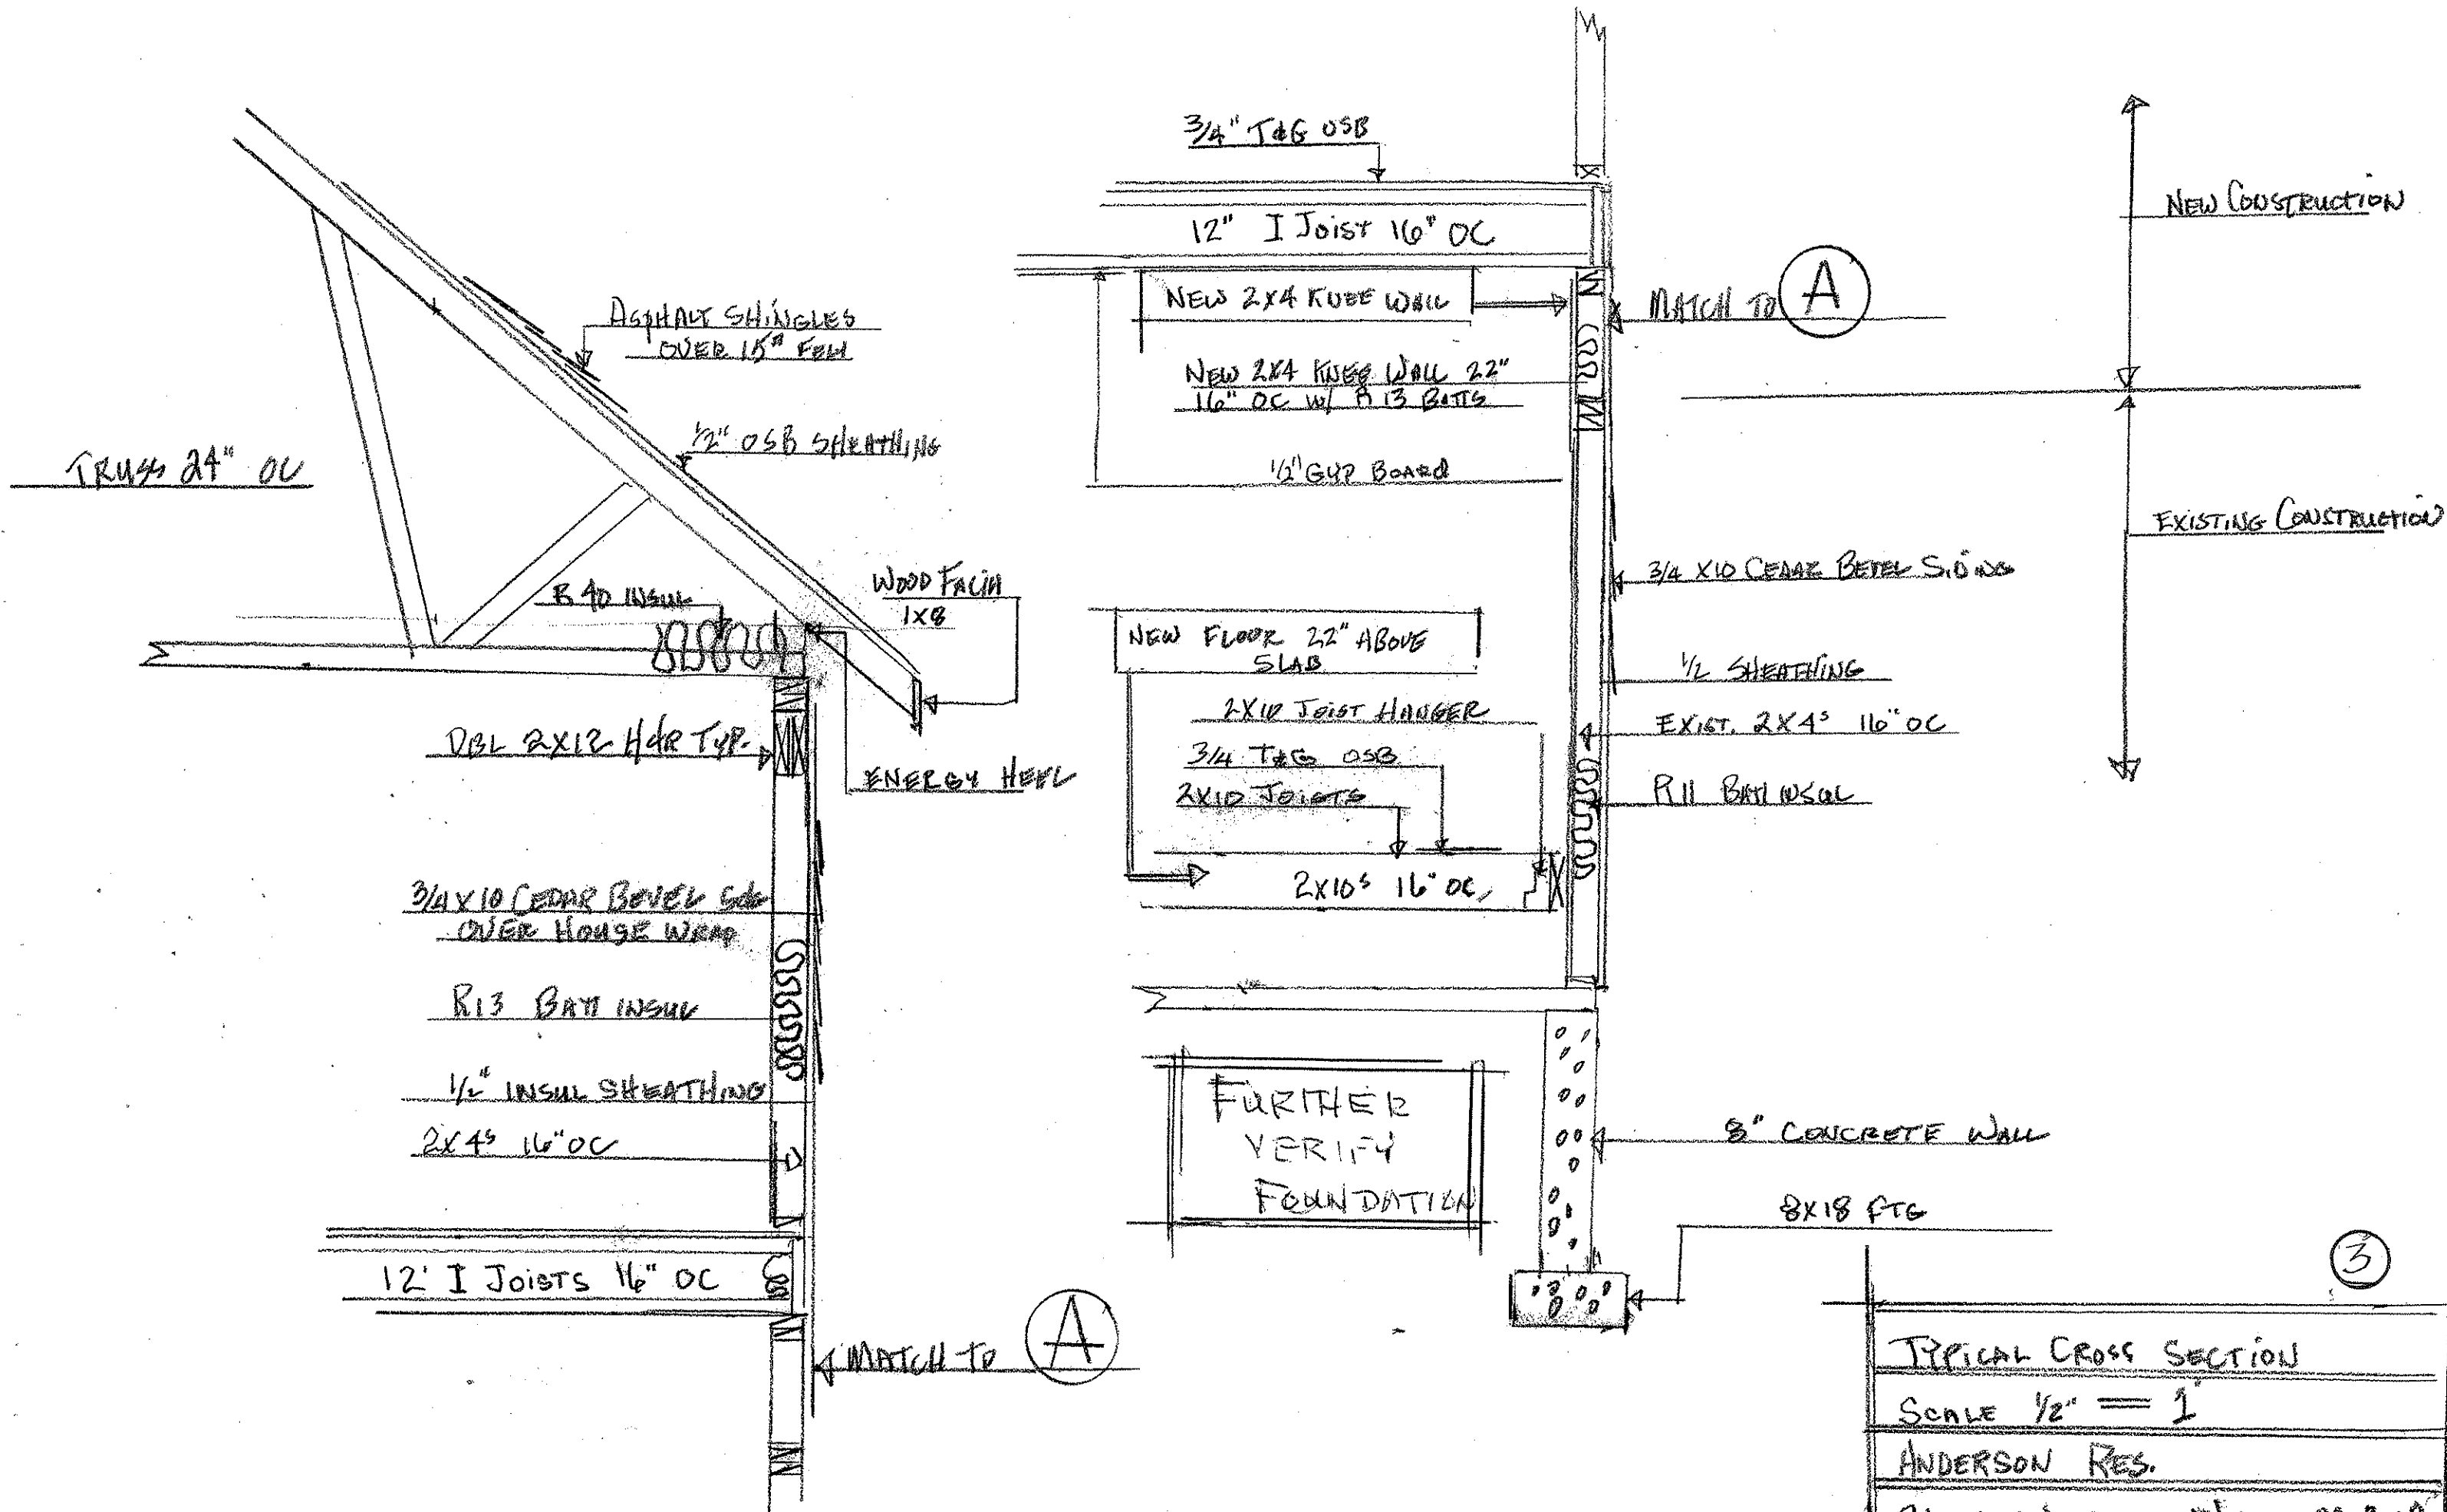 TRUSS 24" OC
ASPHALT SHINGLES
OVER 15# FELT
1/2" OSB SHEATHING
R 40 INSUL
WOOD FACIA
1X8
DBL 2X12 HDR TYP.
ENERGY HEEL
3/4 X 10 CEDAR BEVEL SDG
OVER HOUSE WRAP
R13 BATT INSUL
1/2" INSUL SHEATHING
2X4s 16" OC
12' I JOISTS 16" OC
MATCH TO A
3/4" T&G OSB
12" I JOIST 16" OC
NEW 2X4 KNEE WALL
NEW 2X4 KNEE WALL 22"
16" OC W/ R 13 BATTS
1/2" GYP BOARD
NEW FLOOR 22" ABOVE
SLAB
2X10 JOIST HANGER
3/4 T&G OSB
2X10 JOISTS
2X10s 16" OC
FURTHER
VERIFY
FOUNDATION
NEW CONSTRUCTION
MATCH TO A
EXISTING CONSTRUCTION
3/4 X10 CEDAR BEVEL SIDING
1/2 SHEATHING
EXIST. 2X4s 16" OC
R11 BATT INSUL
8" CONCRETE WALL
8X18 FTG
3
TYPICAL CROSS SECTION
SCALE 1/2" = 1'
ANDERSON RES.